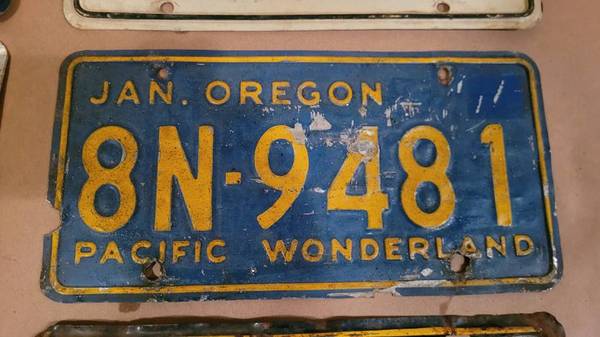 JAN. OREGON
8N-9481
PACIFIC WONDERLAND